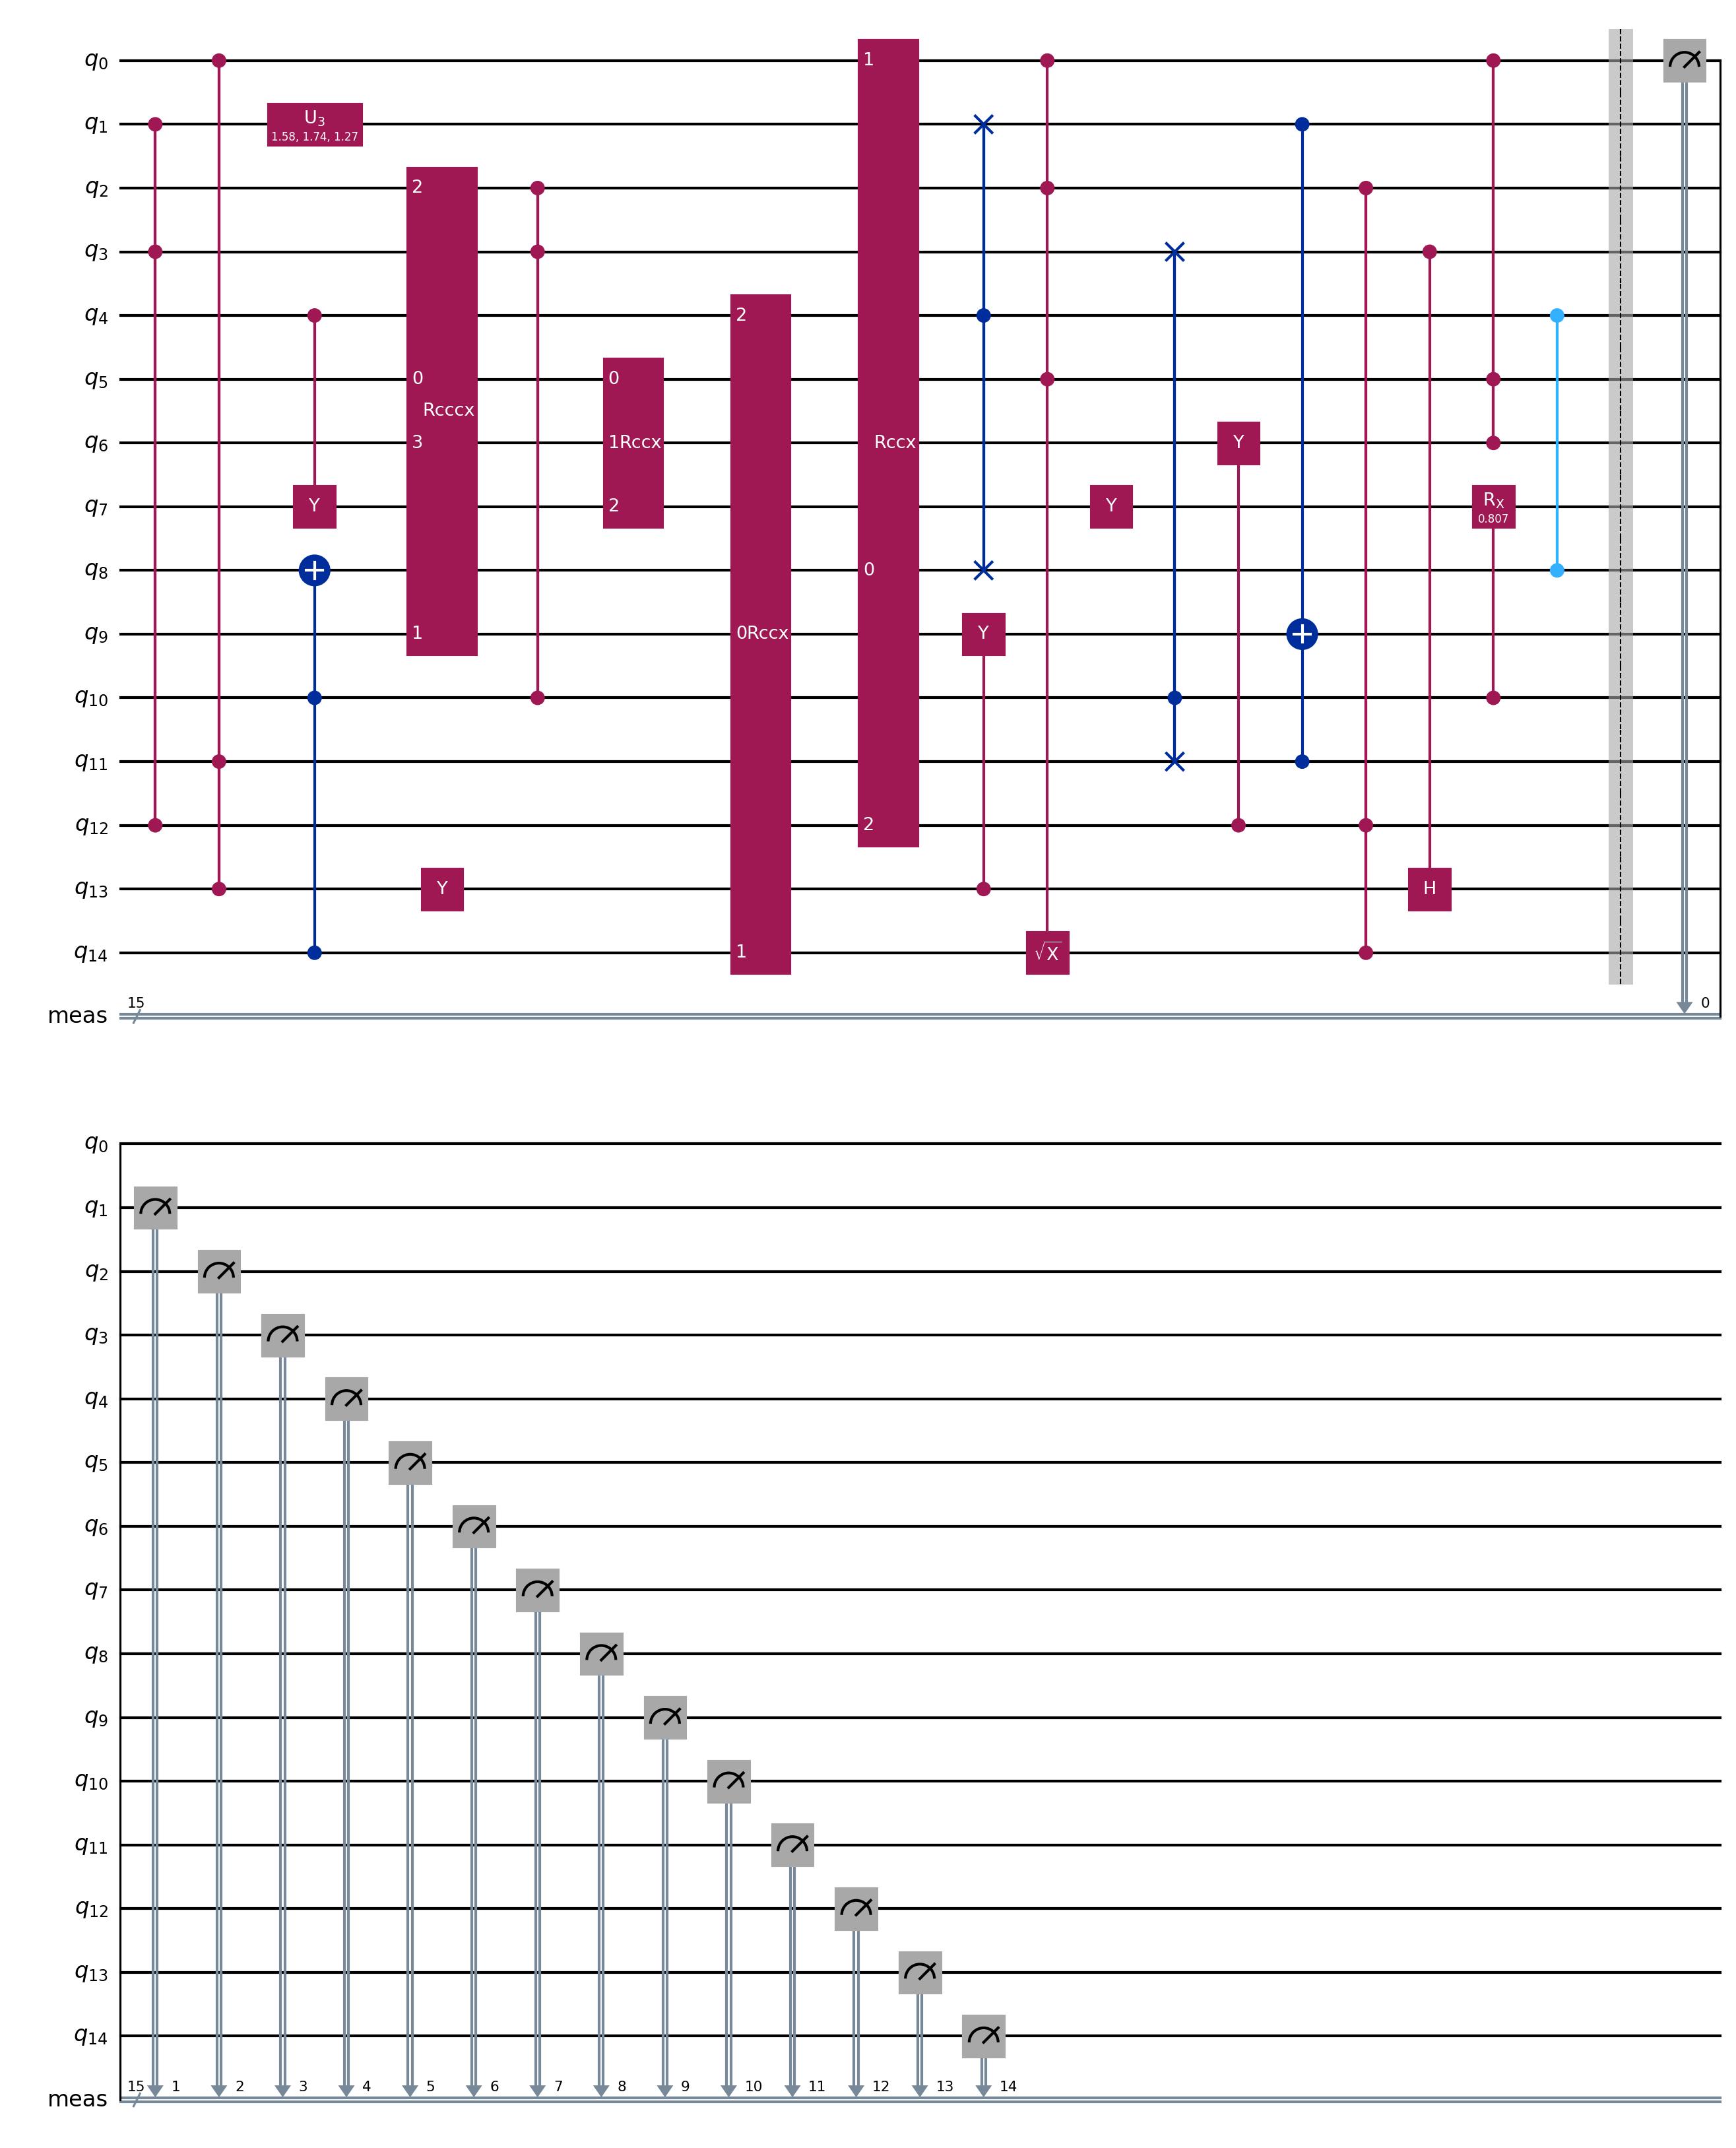 q0 1
q1 U3
1.58, 1.74, 1.27
q2 2
q3
q4 2
q5 0 0
Rcccx
q6 3 1Rccx Rccx Y
q7 Y 2 Y RX
0.807
q8 0
q9 1 0Rccx Y
q10
q11
q12 2
q13 Y H
q14 1 √X
15 0
meas
q0
q1
q2
q3
q4
q5
q6
q7
q8
q9
q10
q11
q12
q13
q14
15 1 2 3 4 5 6 7 8 9 10 11 12 13 14
meas